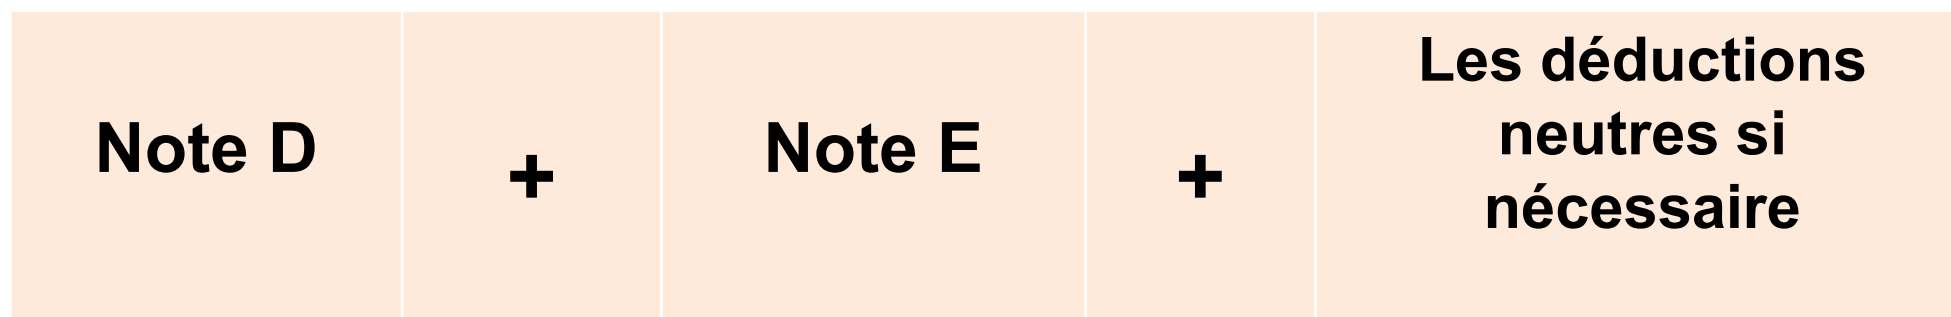 Note D
+
Note E
+
Les déductions
neutres si
nécessaire